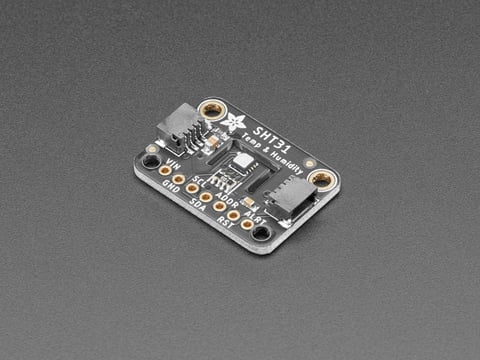 SHT31
Temp & Humidity
VIN
GND
SCL
SDA
ADDR
RST
ALRT